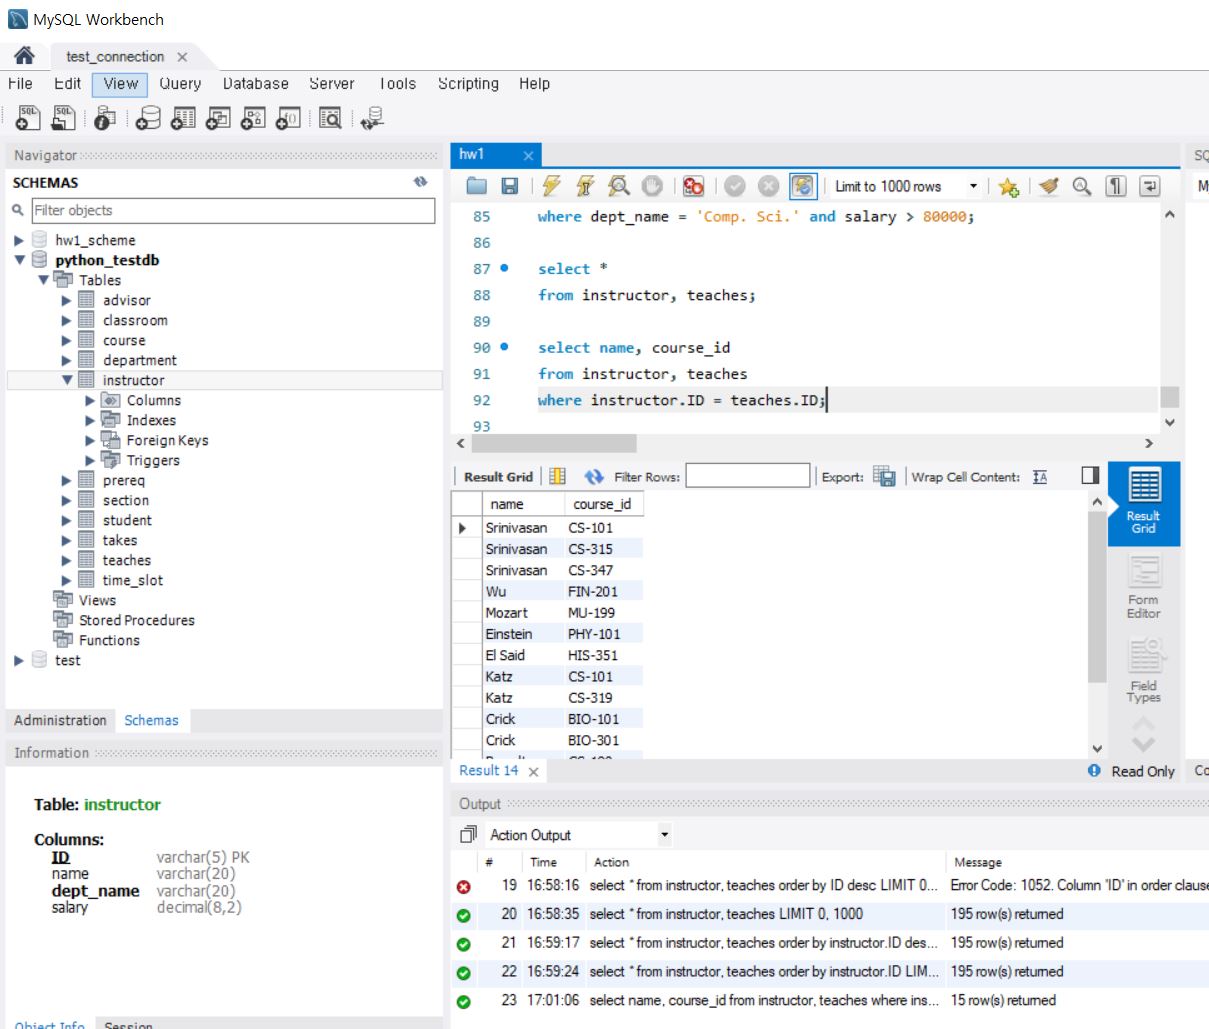 MySQL Workbench
test_connection
File Edit View Query Database Server Tools Scripting Help
Navigator
SCHEMAS
Filter objects
hw1_scheme
python_testdb
Tables
advisor
classroom
course
department
instructor
Columns
Indexes
Foreign Keys
Triggers
prereq
section
student
takes
teaches
time_slot
Views
Stored Procedures
Functions
test
Administration Schemas
Information
Table: instructor
Columns:
ID varchar(5) PK
name varchar(20)
dept_name varchar(20)
salary decimal(8,2)
Object Info Session
hw1
Limit to 1000 rows
85 where dept_name = 'Comp. Sci.' and salary > 80000;
86
87 select *
88 from instructor, teaches;
89
90 select name, course_id
91 from instructor, teaches
92 where instructor.ID = teaches.ID;
93
Result Grid Filter Rows: Export: Wrap Cell Content:
name course_id
Srinivasan CS-101
Srinivasan CS-315
Srinivasan CS-347
Wu FIN-201
Mozart MU-199
Einstein PHY-101
El Said HIS-351
Katz CS-101
Katz CS-319
Crick BIO-101
Crick BIO-301
Result Grid
Form Editor
Field Types
Result 14
Read Only
Output
Action Output
# Time Action Message
19 16:58:16 select * from instructor, teaches order by ID desc LIMIT 0... Error Code: 1052. Column 'ID' in order clause
20 16:58:35 select * from instructor, teaches LIMIT 0, 1000 195 row(s) returned
21 16:59:17 select * from instructor, teaches order by instructor.ID des... 195 row(s) returned
22 16:59:24 select * from instructor, teaches order by instructor.ID LIM... 195 row(s) returned
23 17:01:06 select name, course_id from instructor, teaches where ins... 15 row(s) returned